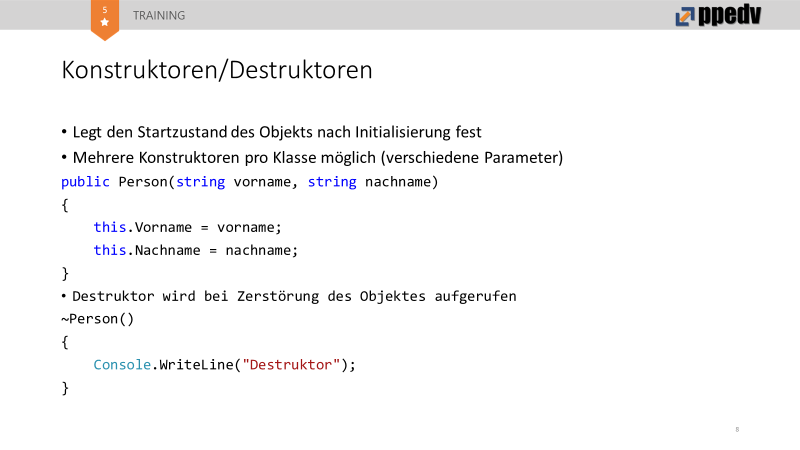 5
TRAINING
ppedv
Konstruktoren/Destruktoren
• Legt den Startzustand des Objekts nach Initialisierung fest
• Mehrere Konstruktoren pro Klasse möglich (verschiedene Parameter)
public Person(string vorname, string nachname)
{
    this.Vorname = vorname;
    this.Nachname = nachname;
}
• Destruktor wird bei Zerstörung des Objektes aufgerufen
~Person()
{
    Console.WriteLine("Destruktor");
}
8